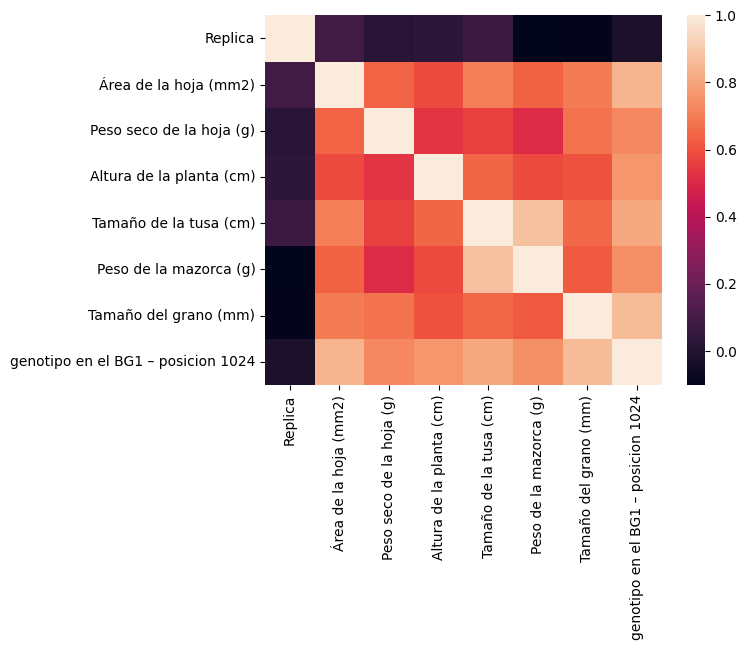 Replica
Área de la hoja (mm2)
Peso seco de la hoja (g)
Altura de la planta (cm)
Tamaño de la tusa (cm)
Peso de la mazorca (g)
Tamaño del grano (mm)
genotipo en el BG1 – posicion 1024
Replica
Área de la hoja (mm2)
Peso seco de la hoja (g)
Altura de la planta (cm)
Tamaño de la tusa (cm)
Peso de la mazorca (g)
Tamaño del grano (mm)
genotipo en el BG1 – posicion 1024
1.0
0.8
0.6
0.4
0.2
0.0